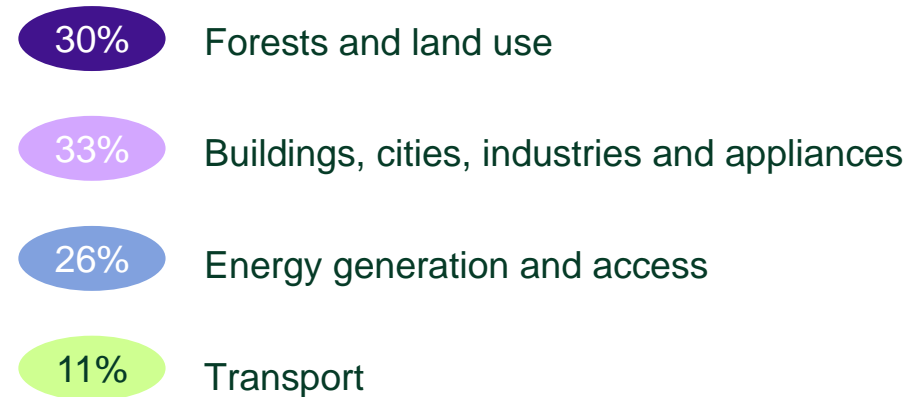 30% Forests and land use
33% Buildings, cities, industries and appliances
26% Energy generation and access
11% Transport